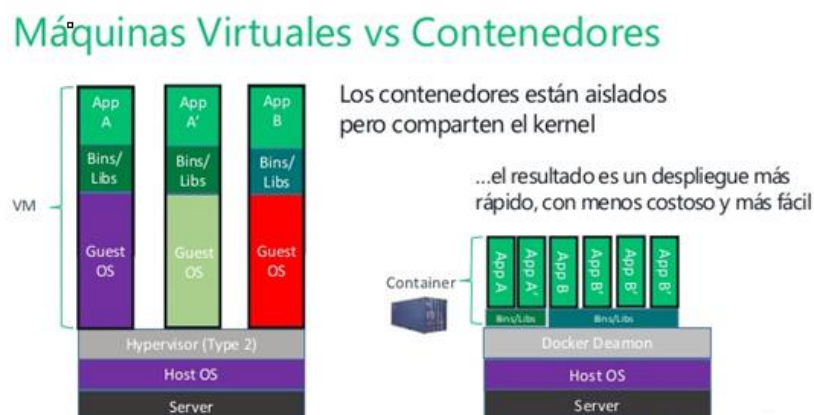 Máquinas Virtuales vs Contenedores
Los contenedores están aislados
pero comparten el kernel
...el resultado es un despliegue más
rápido, con menos costoso y más fácil
VM
App
A
App
A'
App
B
Bins/
Libs
Bins/
Libs
Bins/
Libs
Guest
OS
Guest
OS
Guest
OS
Hypervisor (Type 2)
Host OS
Server
Container
App A
App A'
App B
App B'
App B'
App B'
Bins/Libs
Bins/Libs
Docker Deamon
Host OS
Server